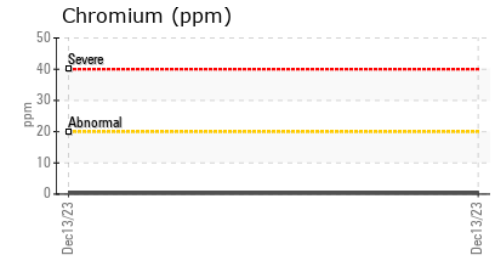 Chromium (ppm)
50
Severe
40
30
ppm
Abnormal
20
10
0
Dec13/23
Dec13/23